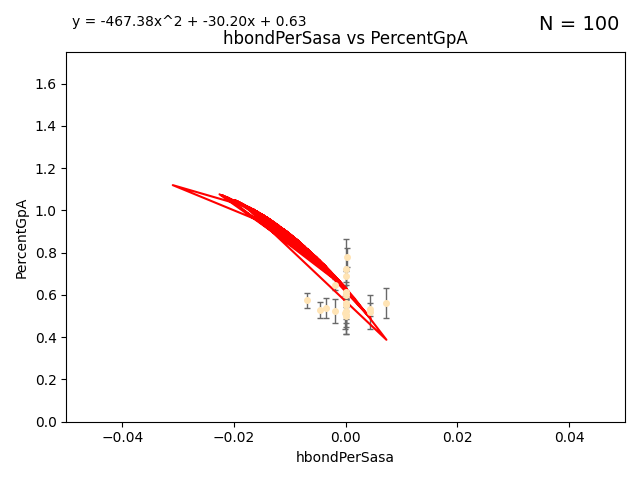 y = -467.38x^2 + -30.20x + 0.63
N = 100
hbondPerSasa vs PercentGpA
1.6
1.4
1.2
1.0
0.8
0.6
0.4
0.2
0.0
PercentGpA
−0.04 −0.02 0.00 0.02 0.04
hbondPerSasa